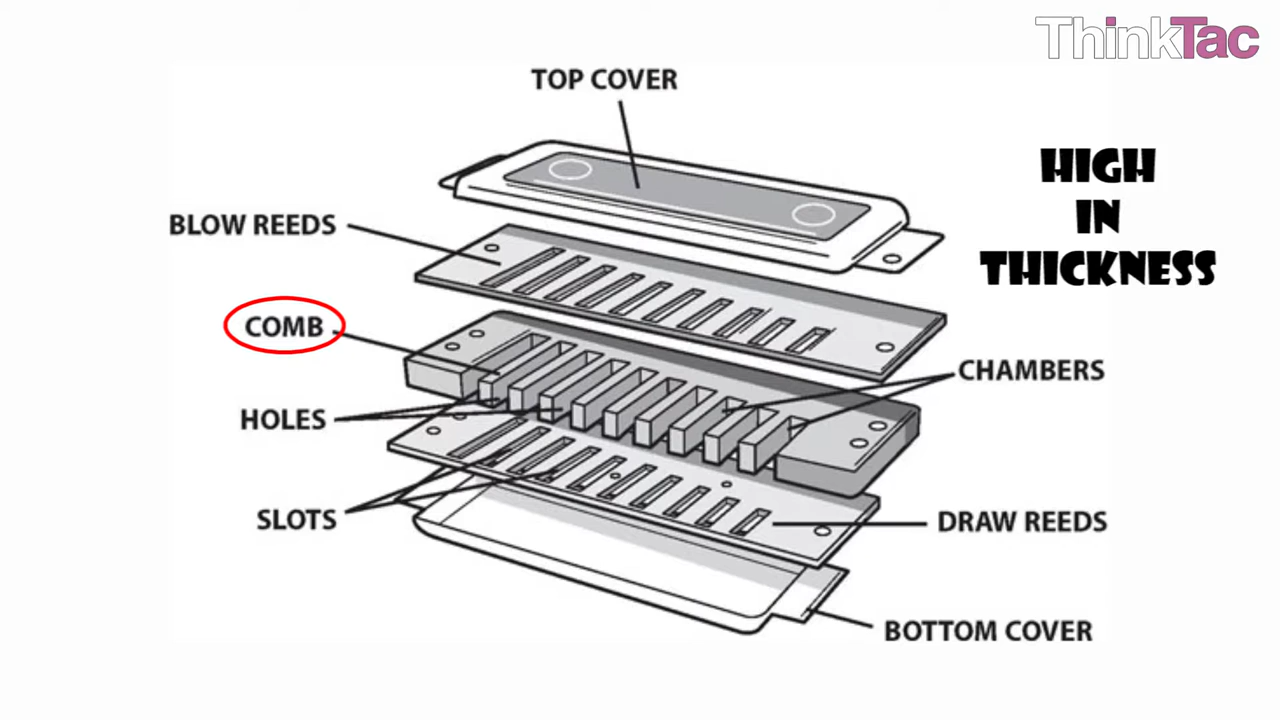 ThinkTac
TOP COVER
HIGH
IN
THICKNESS
BLOW REEDS
COMB
CHAMBERS
HOLES
SLOTS
DRAW REEDS
BOTTOM COVER